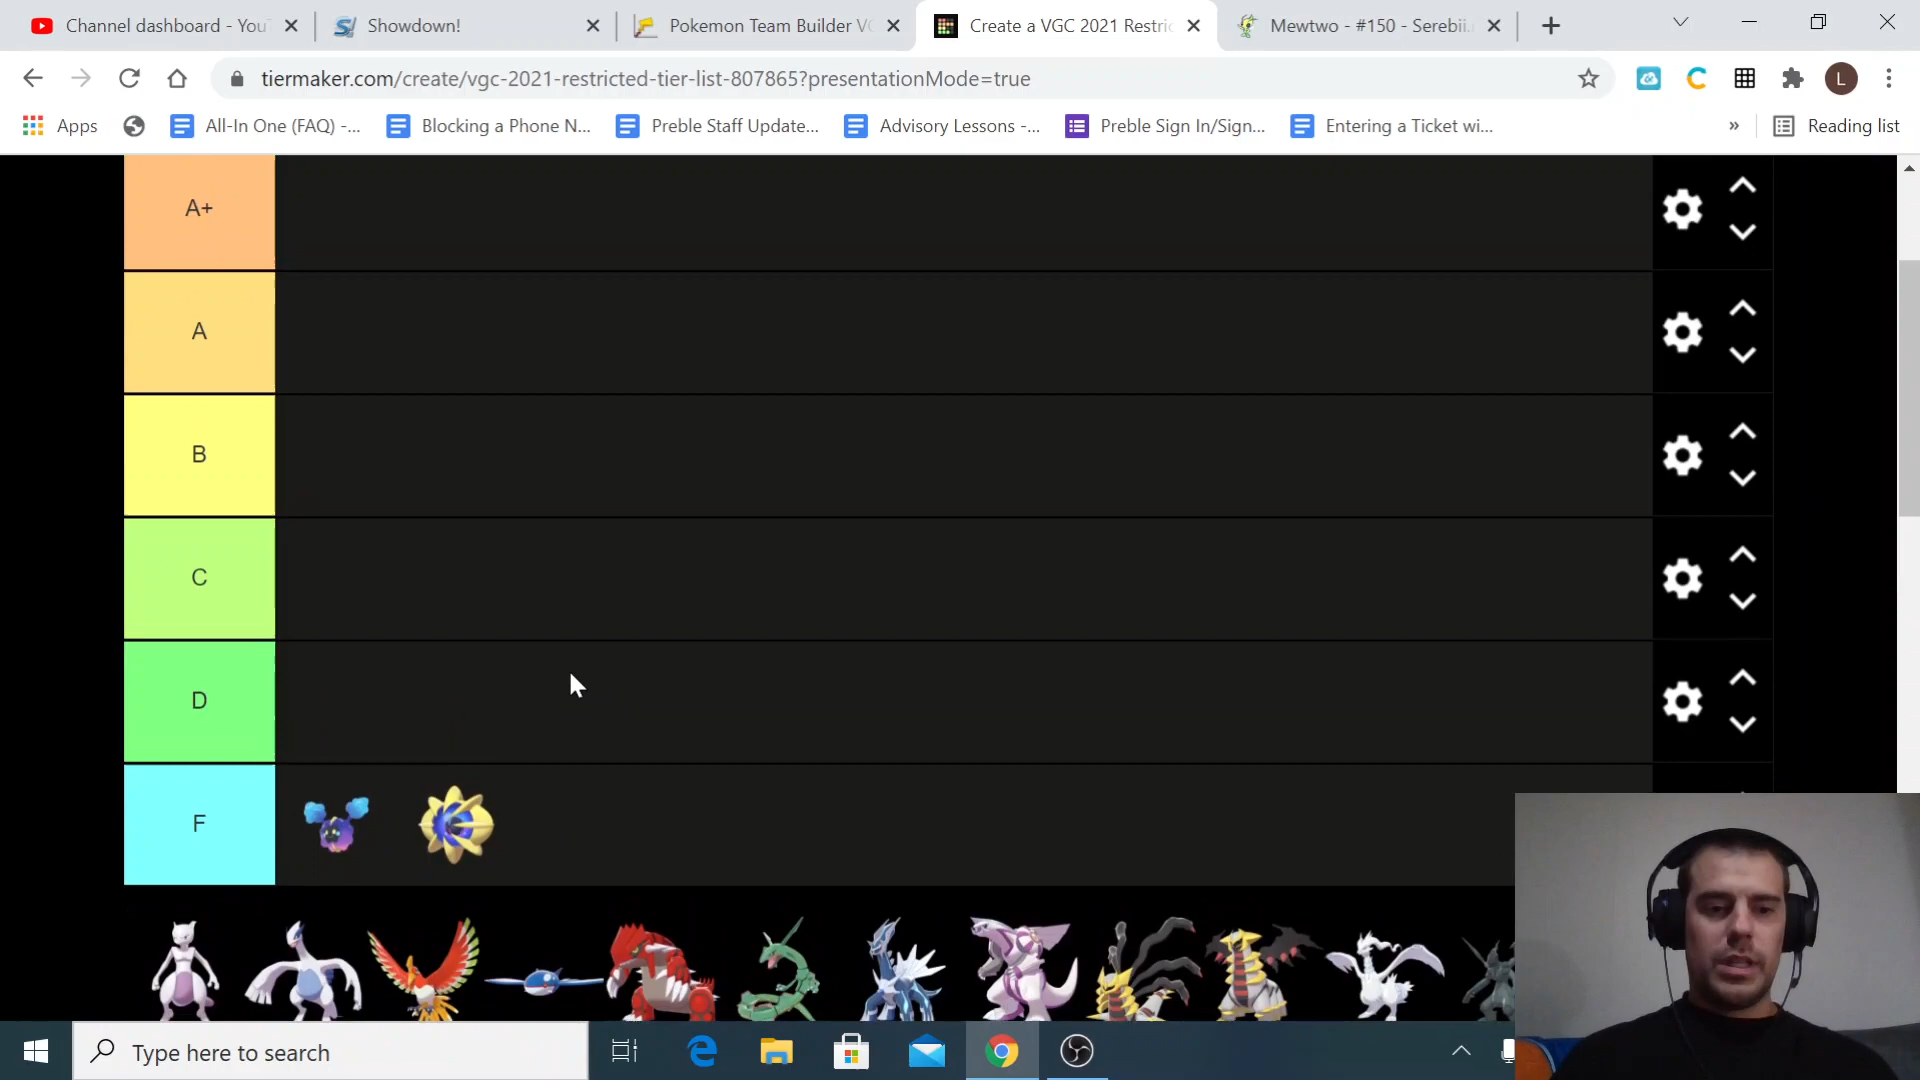 Channel dashboard - YouT
Showdown!
Pokemon Team Builder VG
Create a VGC 2021 Restric
Mewtwo - #150 - Serebii.
tiermaker.com/create/vgc-2021-restricted-tier-list-807865?presentationMode=true
L
Apps
All-In One (FAQ) -...
Blocking a Phone N...
Preble Staff Update...
Advisory Lessons -...
Preble Sign In/Sign...
Entering a Ticket wi...
»
Reading list
A+
A
B
C
D
F
Type here to search